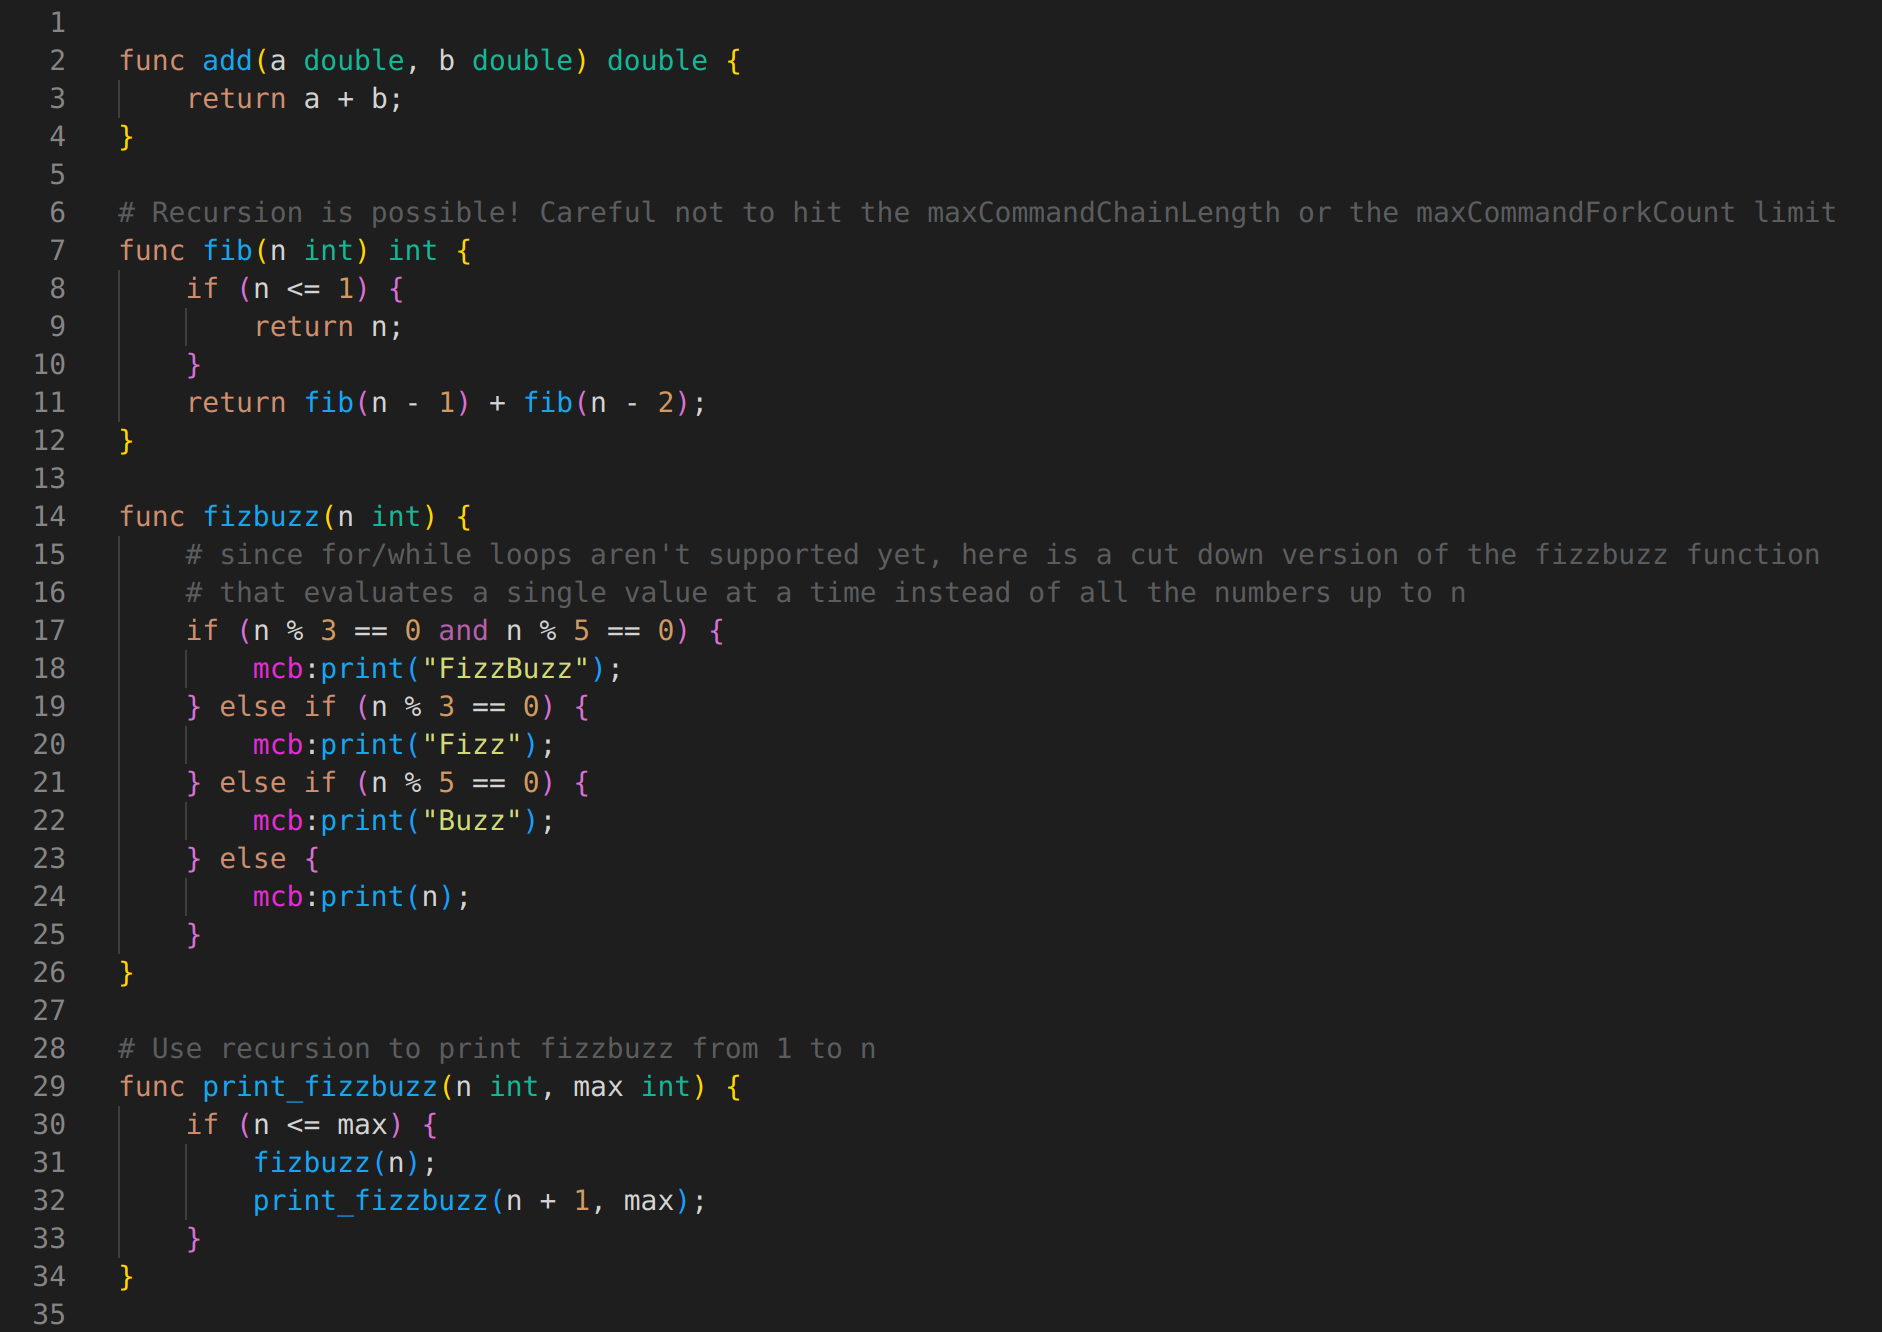 1
2 func add(a double, b double) double {
3     return a + b;
4 }
5
6 # Recursion is possible! Careful not to hit the maxCommandChainLength or the maxCommandForkCount limit
7 func fib(n int) int {
8     if (n <= 1) {
9         return n;
10     }
11     return fib(n - 1) + fib(n - 2);
12 }
13
14 func fizbuzz(n int) {
15     # since for/while loops aren't supported yet, here is a cut down version of the fizzbuzz function
16     # that evaluates a single value at a time instead of all the numbers up to n
17     if (n % 3 == 0 and n % 5 == 0) {
18         mcb:print("FizzBuzz");
19     } else if (n % 3 == 0) {
20         mcb:print("Fizz");
21     } else if (n % 5 == 0) {
22         mcb:print("Buzz");
23     } else {
24         mcb:print(n);
25     }
26 }
27
28 # Use recursion to print fizzbuzz from 1 to n
29 func print_fizzbuzz(n int, max int) {
30     if (n <= max) {
31         fizbuzz(n);
32         print_fizzbuzz(n + 1, max);
33     }
34 }
35